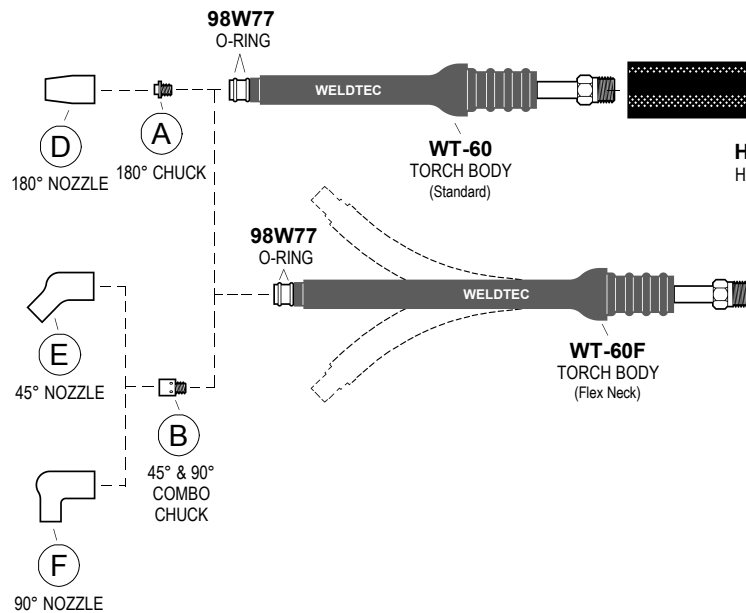 98W77
O-RING
WELDTEC
D
A
180° NOZZLE
180° CHUCK
WT-60
TORCH BODY
(Standard)
H
H
98W77
O-RING
WELDTEC
E
45° NOZZLE
WT-60F
TORCH BODY
(Flex Neck)
B
45° & 90°
COMBO
CHUCK
F
90° NOZZLE